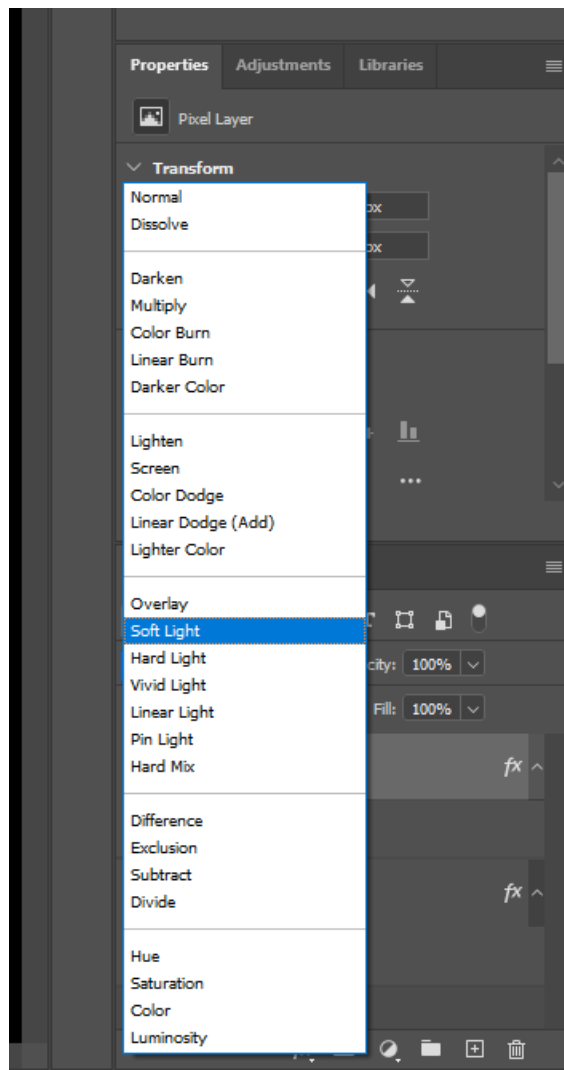 Properties Adjustments Libraries
Pixel Layer
Transform
Normal
px
Dissolve
px
Darken
Multiply
Color Burn
Linear Burn
Darker Color
Lighten
Screen
Color Dodge
Linear Dodge (Add)
Lighter Color
Overlay
Soft Light
Hard Light
city: 100%
Vivid Light
Linear Light
Fill: 100%
Pin Light
Hard Mix
fx
Difference
Exclusion
Subtract
Divide
fx
Hue
Saturation
Color
Luminosity